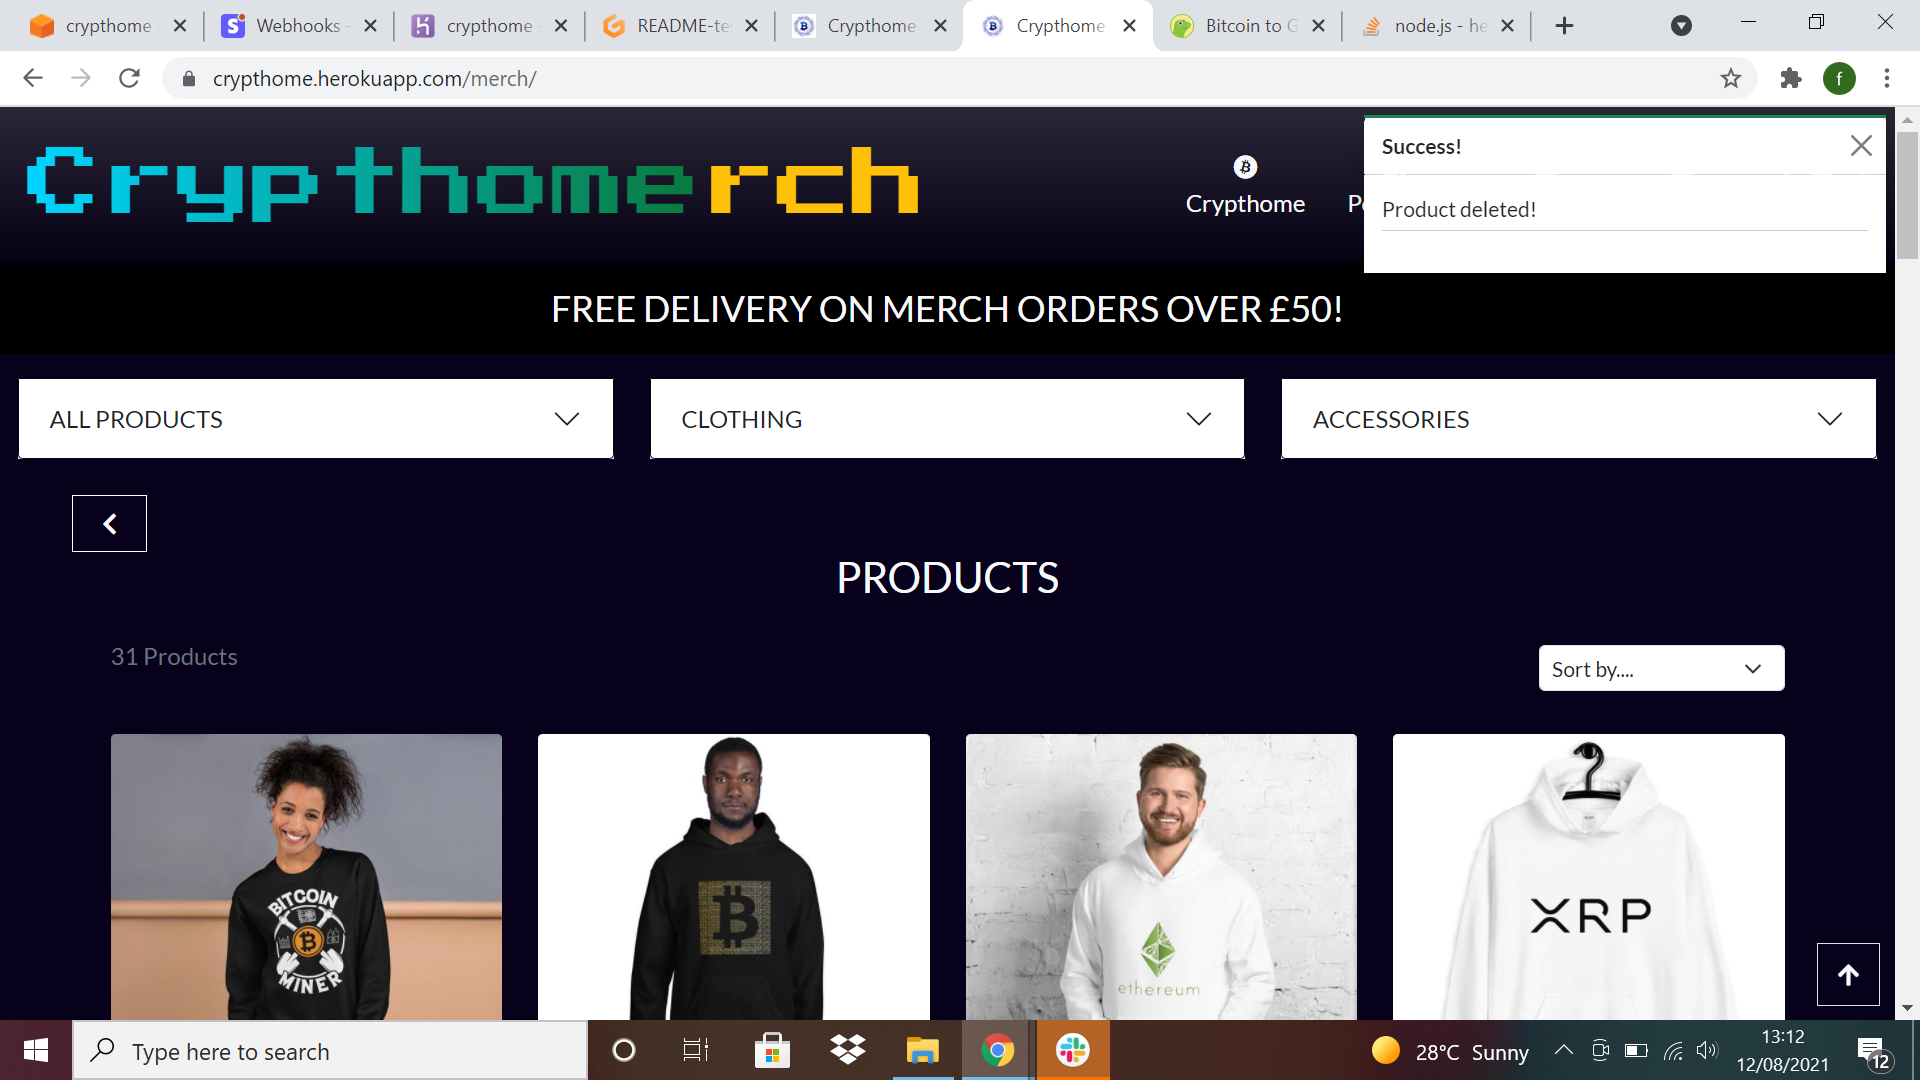 crypthome
Webhooks -
crypthome
README-te
Crypthome
Crypthome
Bitcoin to G
node.js - he
crypthome.herokuapp.com/merch/
f
Crypthomerch
Crypthome
P
Success!
Product deleted!
FREE DELIVERY ON MERCH ORDERS OVER £50!
ALL PRODUCTS
CLOTHING
ACCESSORIES
PRODUCTS
31 Products
Sort by....
BITCOIN
MINER
ethereum
XRP
Type here to search
28°C Sunny
13:12
12/08/2021
12